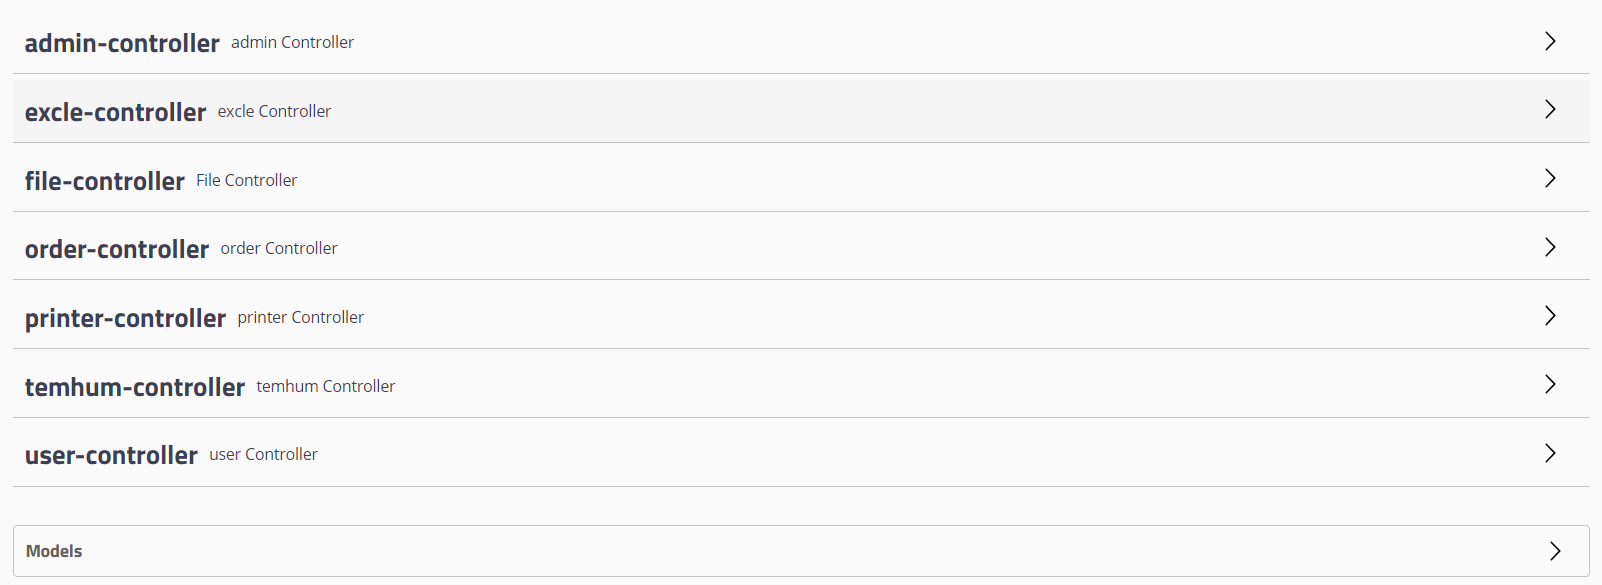 admin-controller admin Controller
excle-controller excle Controller
file-controller File Controller
order-controller order Controller
printer-controller printer Controller
temhum-controller temhum Controller
user-controller user Controller
Models